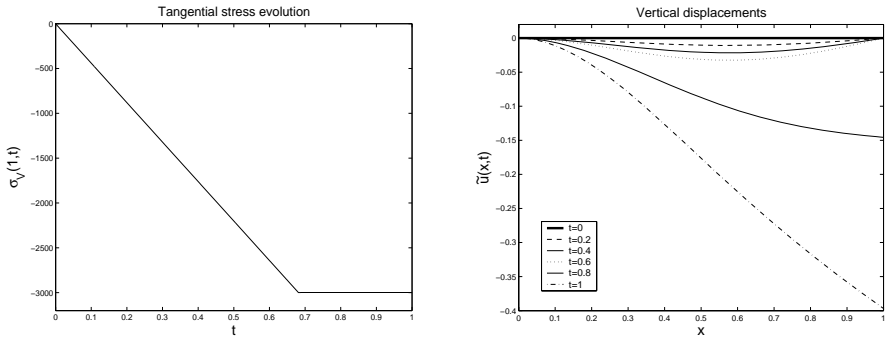 Tangential stress evolution
0
−500
−1000
−1500
−2000
−2500
−3000
σV(1,t)
0 0.1 0.2 0.3 0.4 0.5 0.6 0.7 0.8 0.9 1
t
Vertical displacements
0
−0.05
−0.1
−0.15
−0.2
−0.25
−0.3
−0.35
−0.4
ũ(x,t)
t=0
t=0.2
t=0.4
t=0.6
t=0.8
t=1
0 0.1 0.2 0.3 0.4 0.5 0.6 0.7 0.8 0.9 1
x